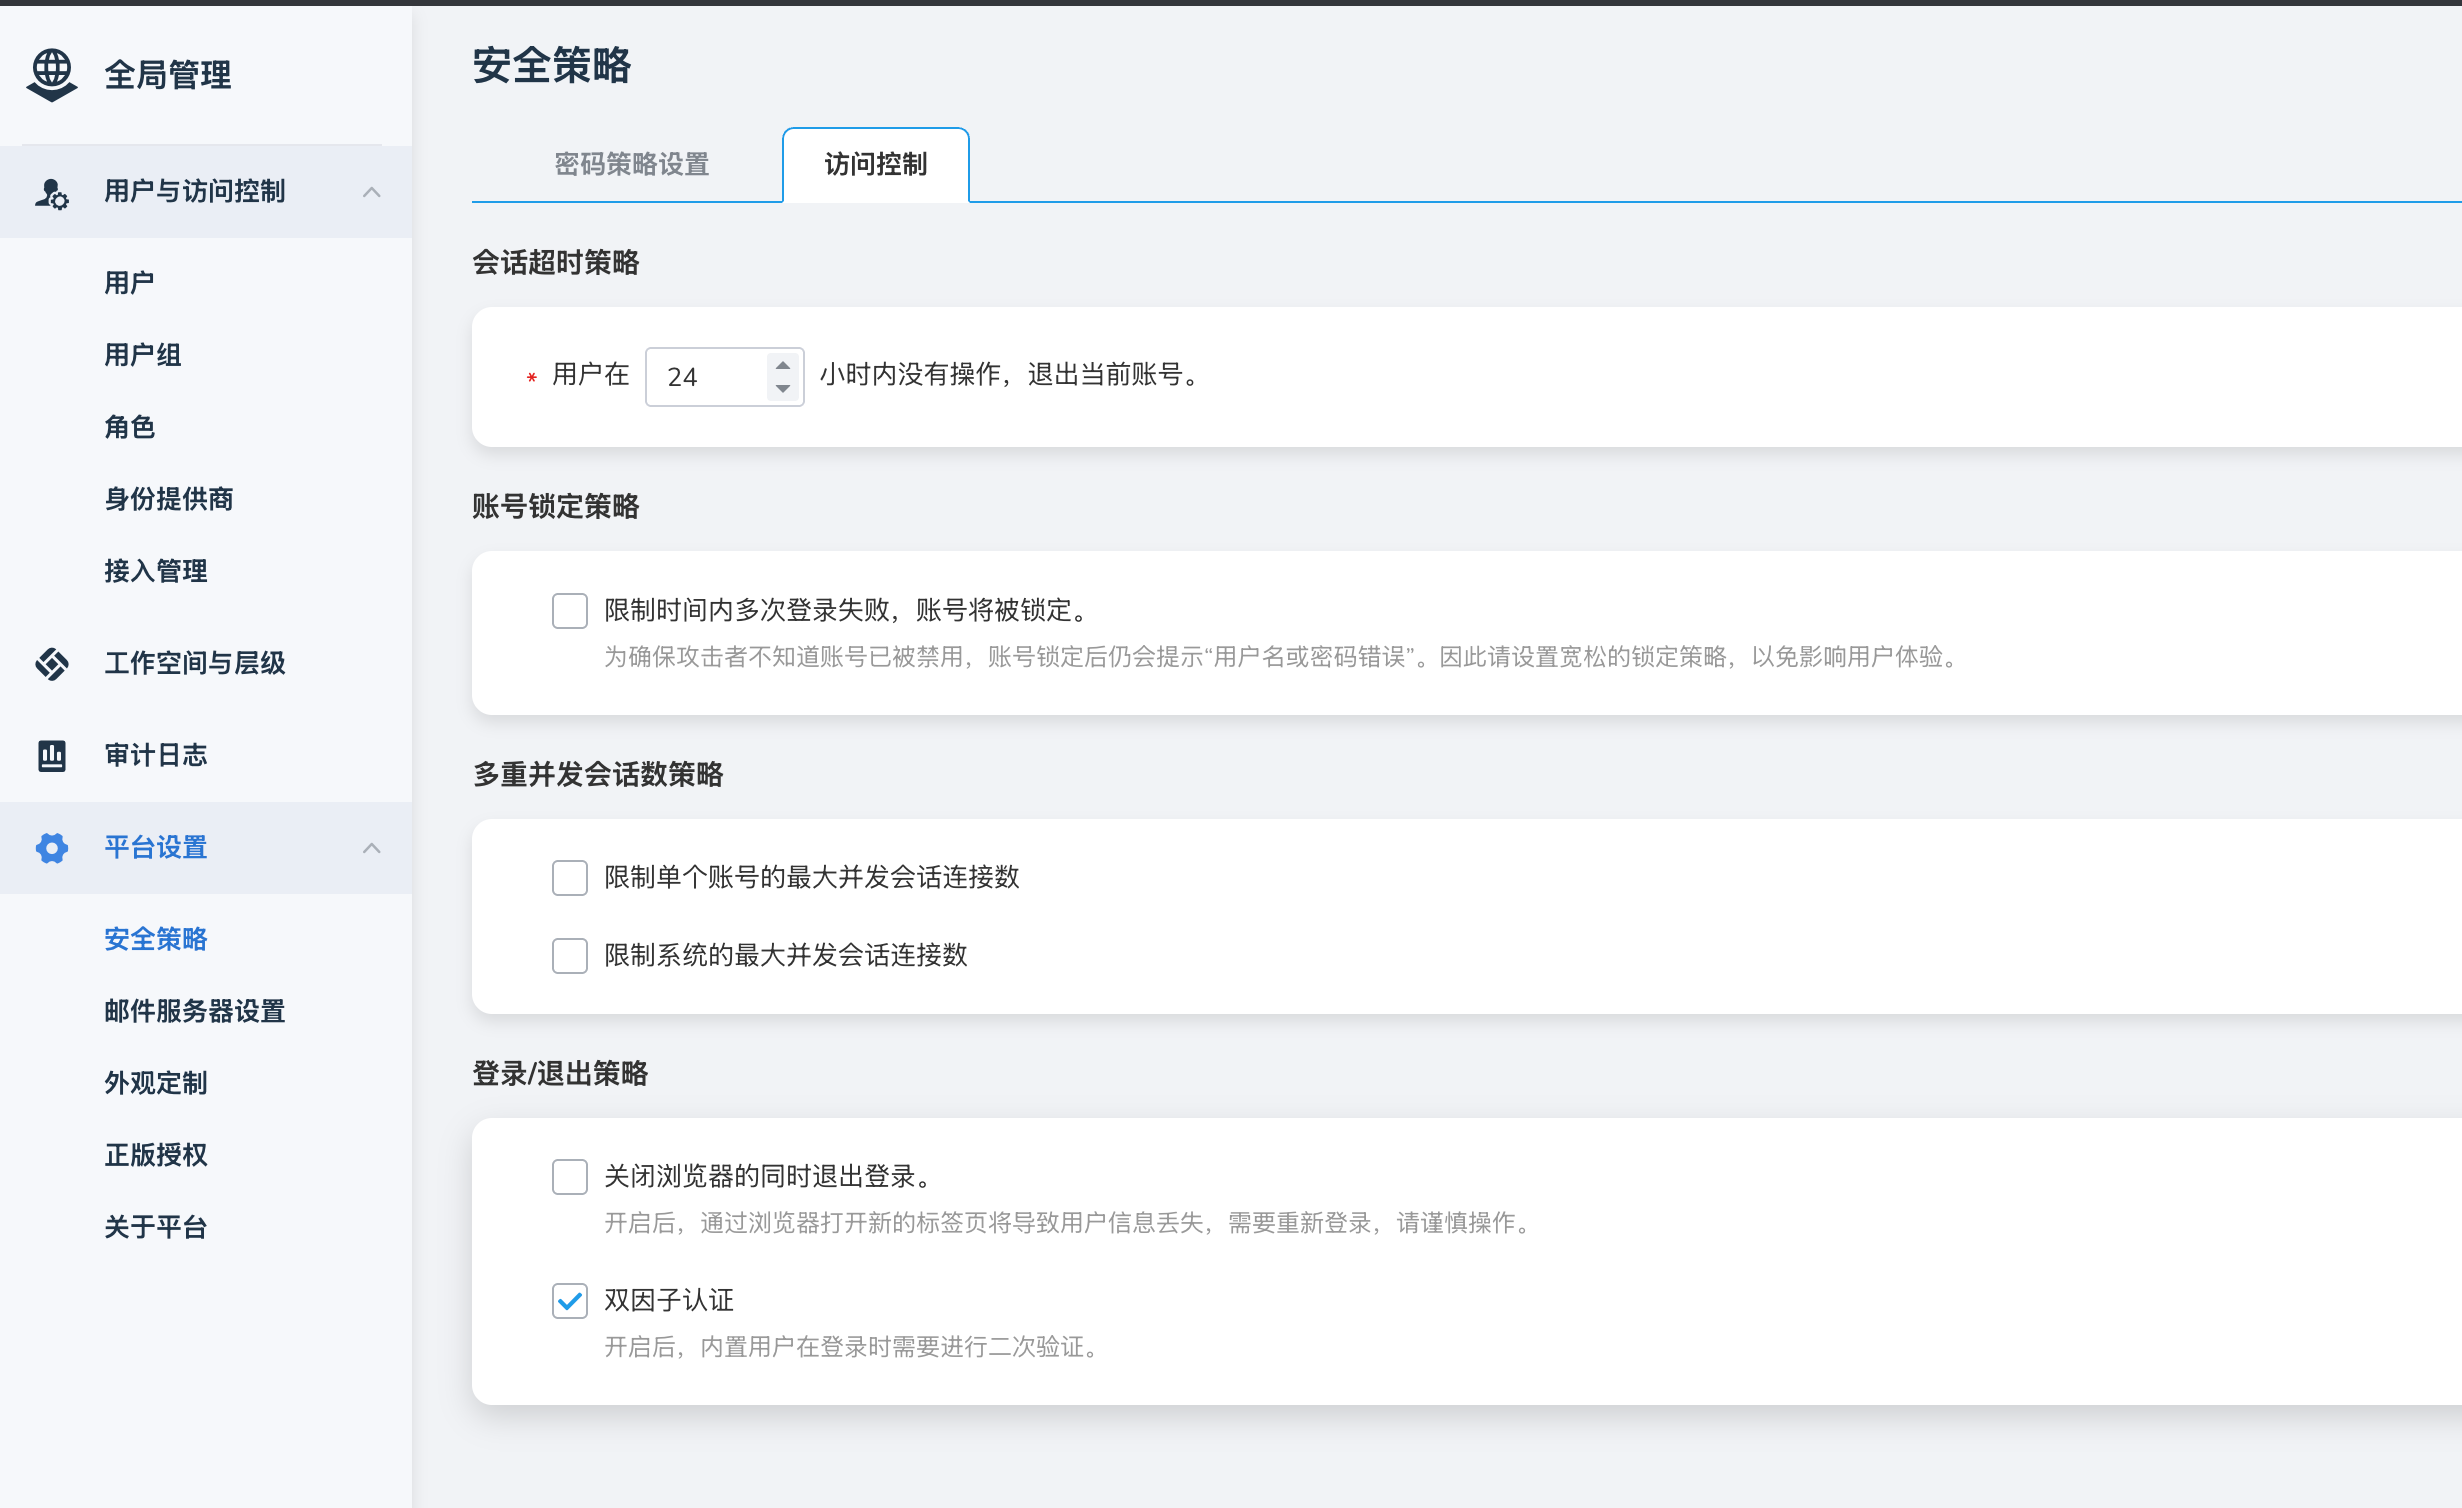 全局管理
用户与访问控制
用户
用户组
角色
身份提供商
接入管理
工作空间与层级
审计日志
平台设置
安全策略
邮件服务器设置
外观定制
正版授权
关于平台
安全策略
密码策略设置
访问控制
会话超时策略
* 用户在 24 小时内没有操作，退出当前账号。
账号锁定策略
限制时间内多次登录失败，账号将被锁定。
为确保攻击者不知道账号已被禁用，账号锁定后仍会提示“用户名或密码错误”。因此请设置宽松的锁定策略，以免影响用户体验。
多重并发会话数策略
限制单个账号的最大并发会话连接数
限制系统的最大并发会话连接数
登录/退出策略
关闭浏览器的同时退出登录。
开启后，通过浏览器打开新的标签页将导致用户信息丢失，需要重新登录，请谨慎操作。
双因子认证
开启后，内置用户在登录时需要进行二次验证。